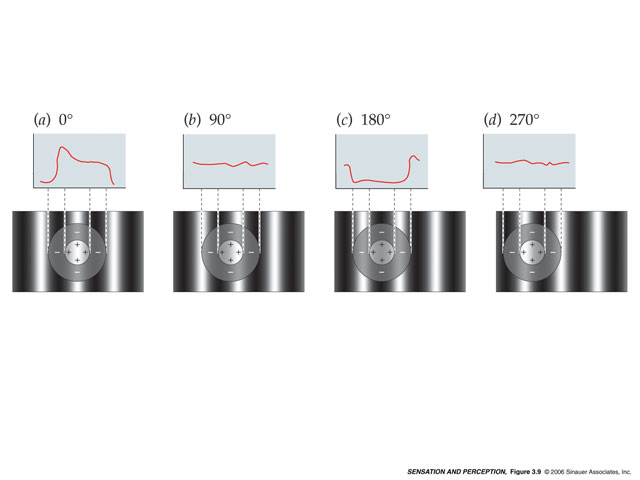 (a) 0°
(b) 90°
(c) 180°
(d) 270°
–
– + + + + –
–
–
– + + + + –
–
–
– + + + + –
–
–
– + + + + –
–
SENSATION AND PERCEPTION, Figure 3.9 © 2006 Sinauer Associates, Inc.